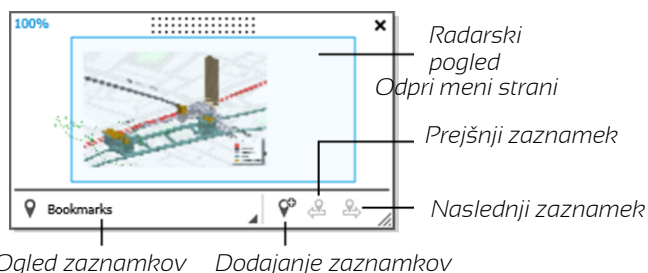 100%
Radarski
pogled
Odpri meni strani
Prejšnji zaznamek
Bookmarks
Naslednji zaznamek
Ogled zaznamkov
Dodajanje zaznamkov